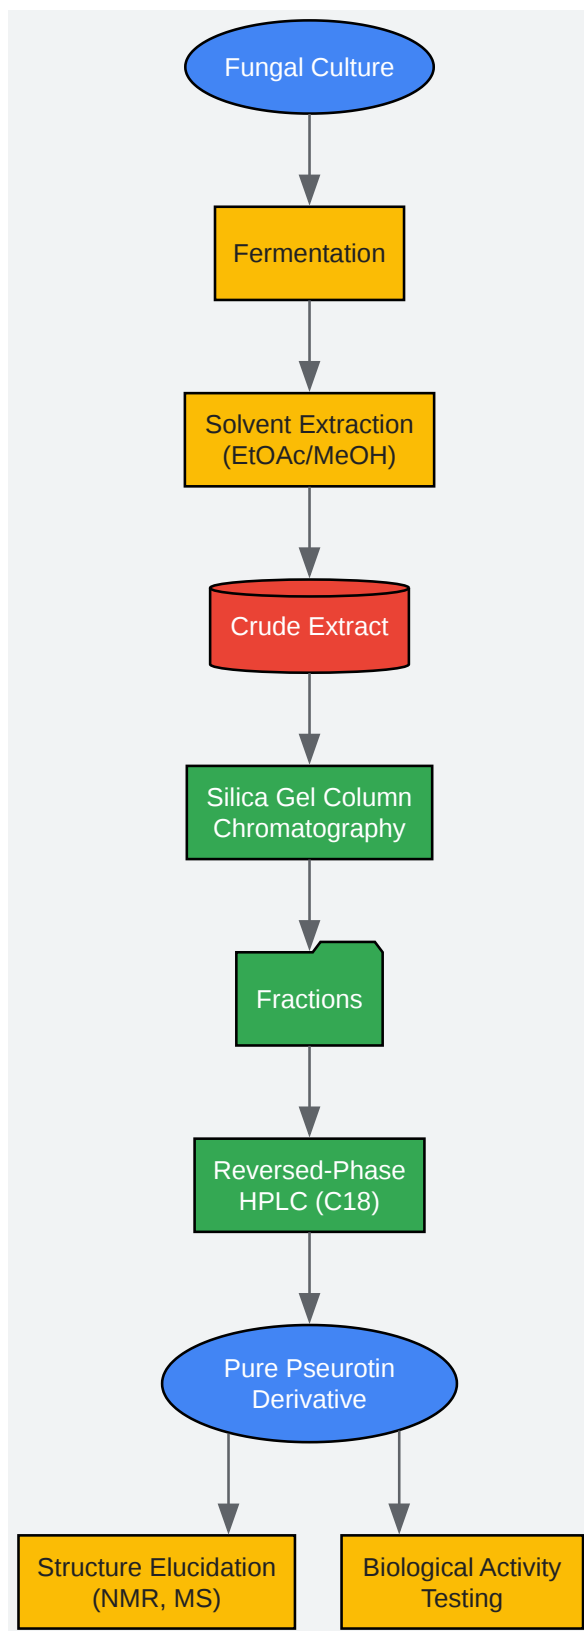 Fungal Culture
Fermentation
Solvent Extraction
(EtOAc/MeOH)
Crude Extract
Silica Gel Column
Chromatography
Fractions
Reversed-Phase
HPLC (C18)
Pure Pseurotin
Derivative
Structure Elucidation
(NMR, MS)
Biological Activity
Testing